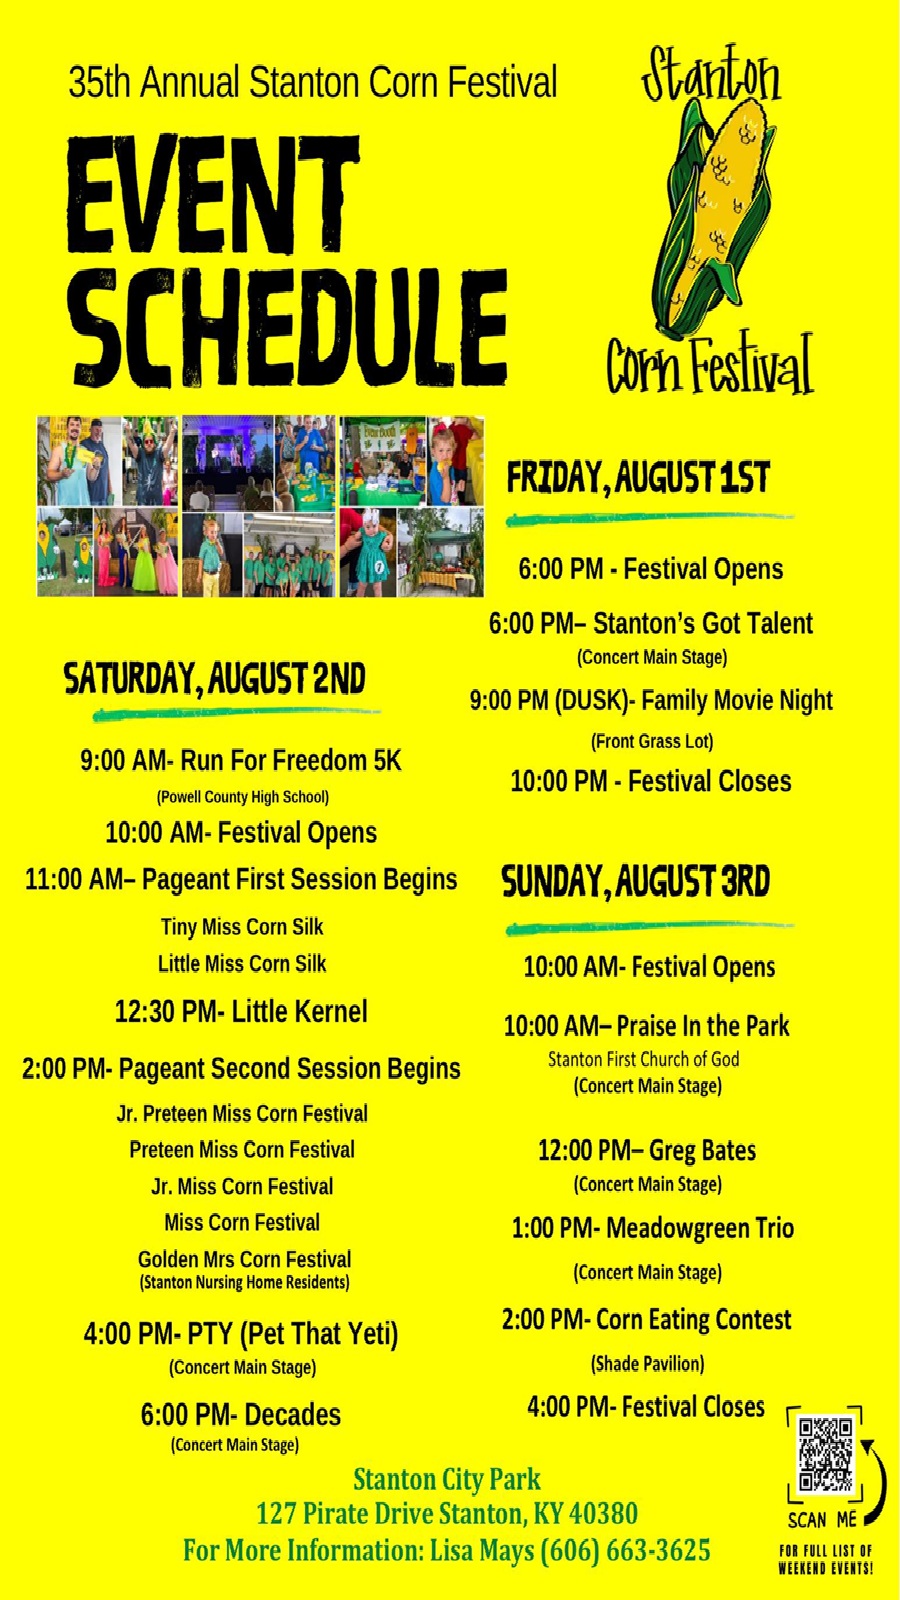 35th Annual Stanton Corn Festival
EVENT
SCHEDULE
Stanton
Corn Festival
FRIDAY, AUGUST 1ST
6:00 PM - Festival Opens
6:00 PM– Stanton’s Got Talent
(Concert Main Stage)
9:00 PM (DUSK)- Family Movie Night
(Front Grass Lot)
10:00 PM - Festival Closes
SATURDAY, AUGUST 2ND
9:00 AM- Run For Freedom 5K
(Powell County High School)
10:00 AM- Festival Opens
11:00 AM– Pageant First Session Begins
Tiny Miss Corn Silk
Little Miss Corn Silk
12:30 PM- Little Kernel
2:00 PM- Pageant Second Session Begins
Jr. Preteen Miss Corn Festival
Preteen Miss Corn Festival
Jr. Miss Corn Festival
Miss Corn Festival
Golden Mrs Corn Festival
(Stanton Nursing Home Residents)
4:00 PM- PTY (Pet That Yeti)
(Concert Main Stage)
6:00 PM- Decades
(Concert Main Stage)
SUNDAY, AUGUST 3RD
10:00 AM- Festival Opens
10:00 AM– Praise In the Park
Stanton First Church of God
(Concert Main Stage)
12:00 PM– Greg Bates
(Concert Main Stage)
1:00 PM- Meadowgreen Trio
(Concert Main Stage)
2:00 PM- Corn Eating Contest
(Shade Pavilion)
4:00 PM- Festival Closes
Stanton City Park
127 Pirate Drive Stanton, KY 40380
For More Information: Lisa Mays (606) 663-3625
SCAN ME
FOR FULL LIST OF
WEEKEND EVENTS!